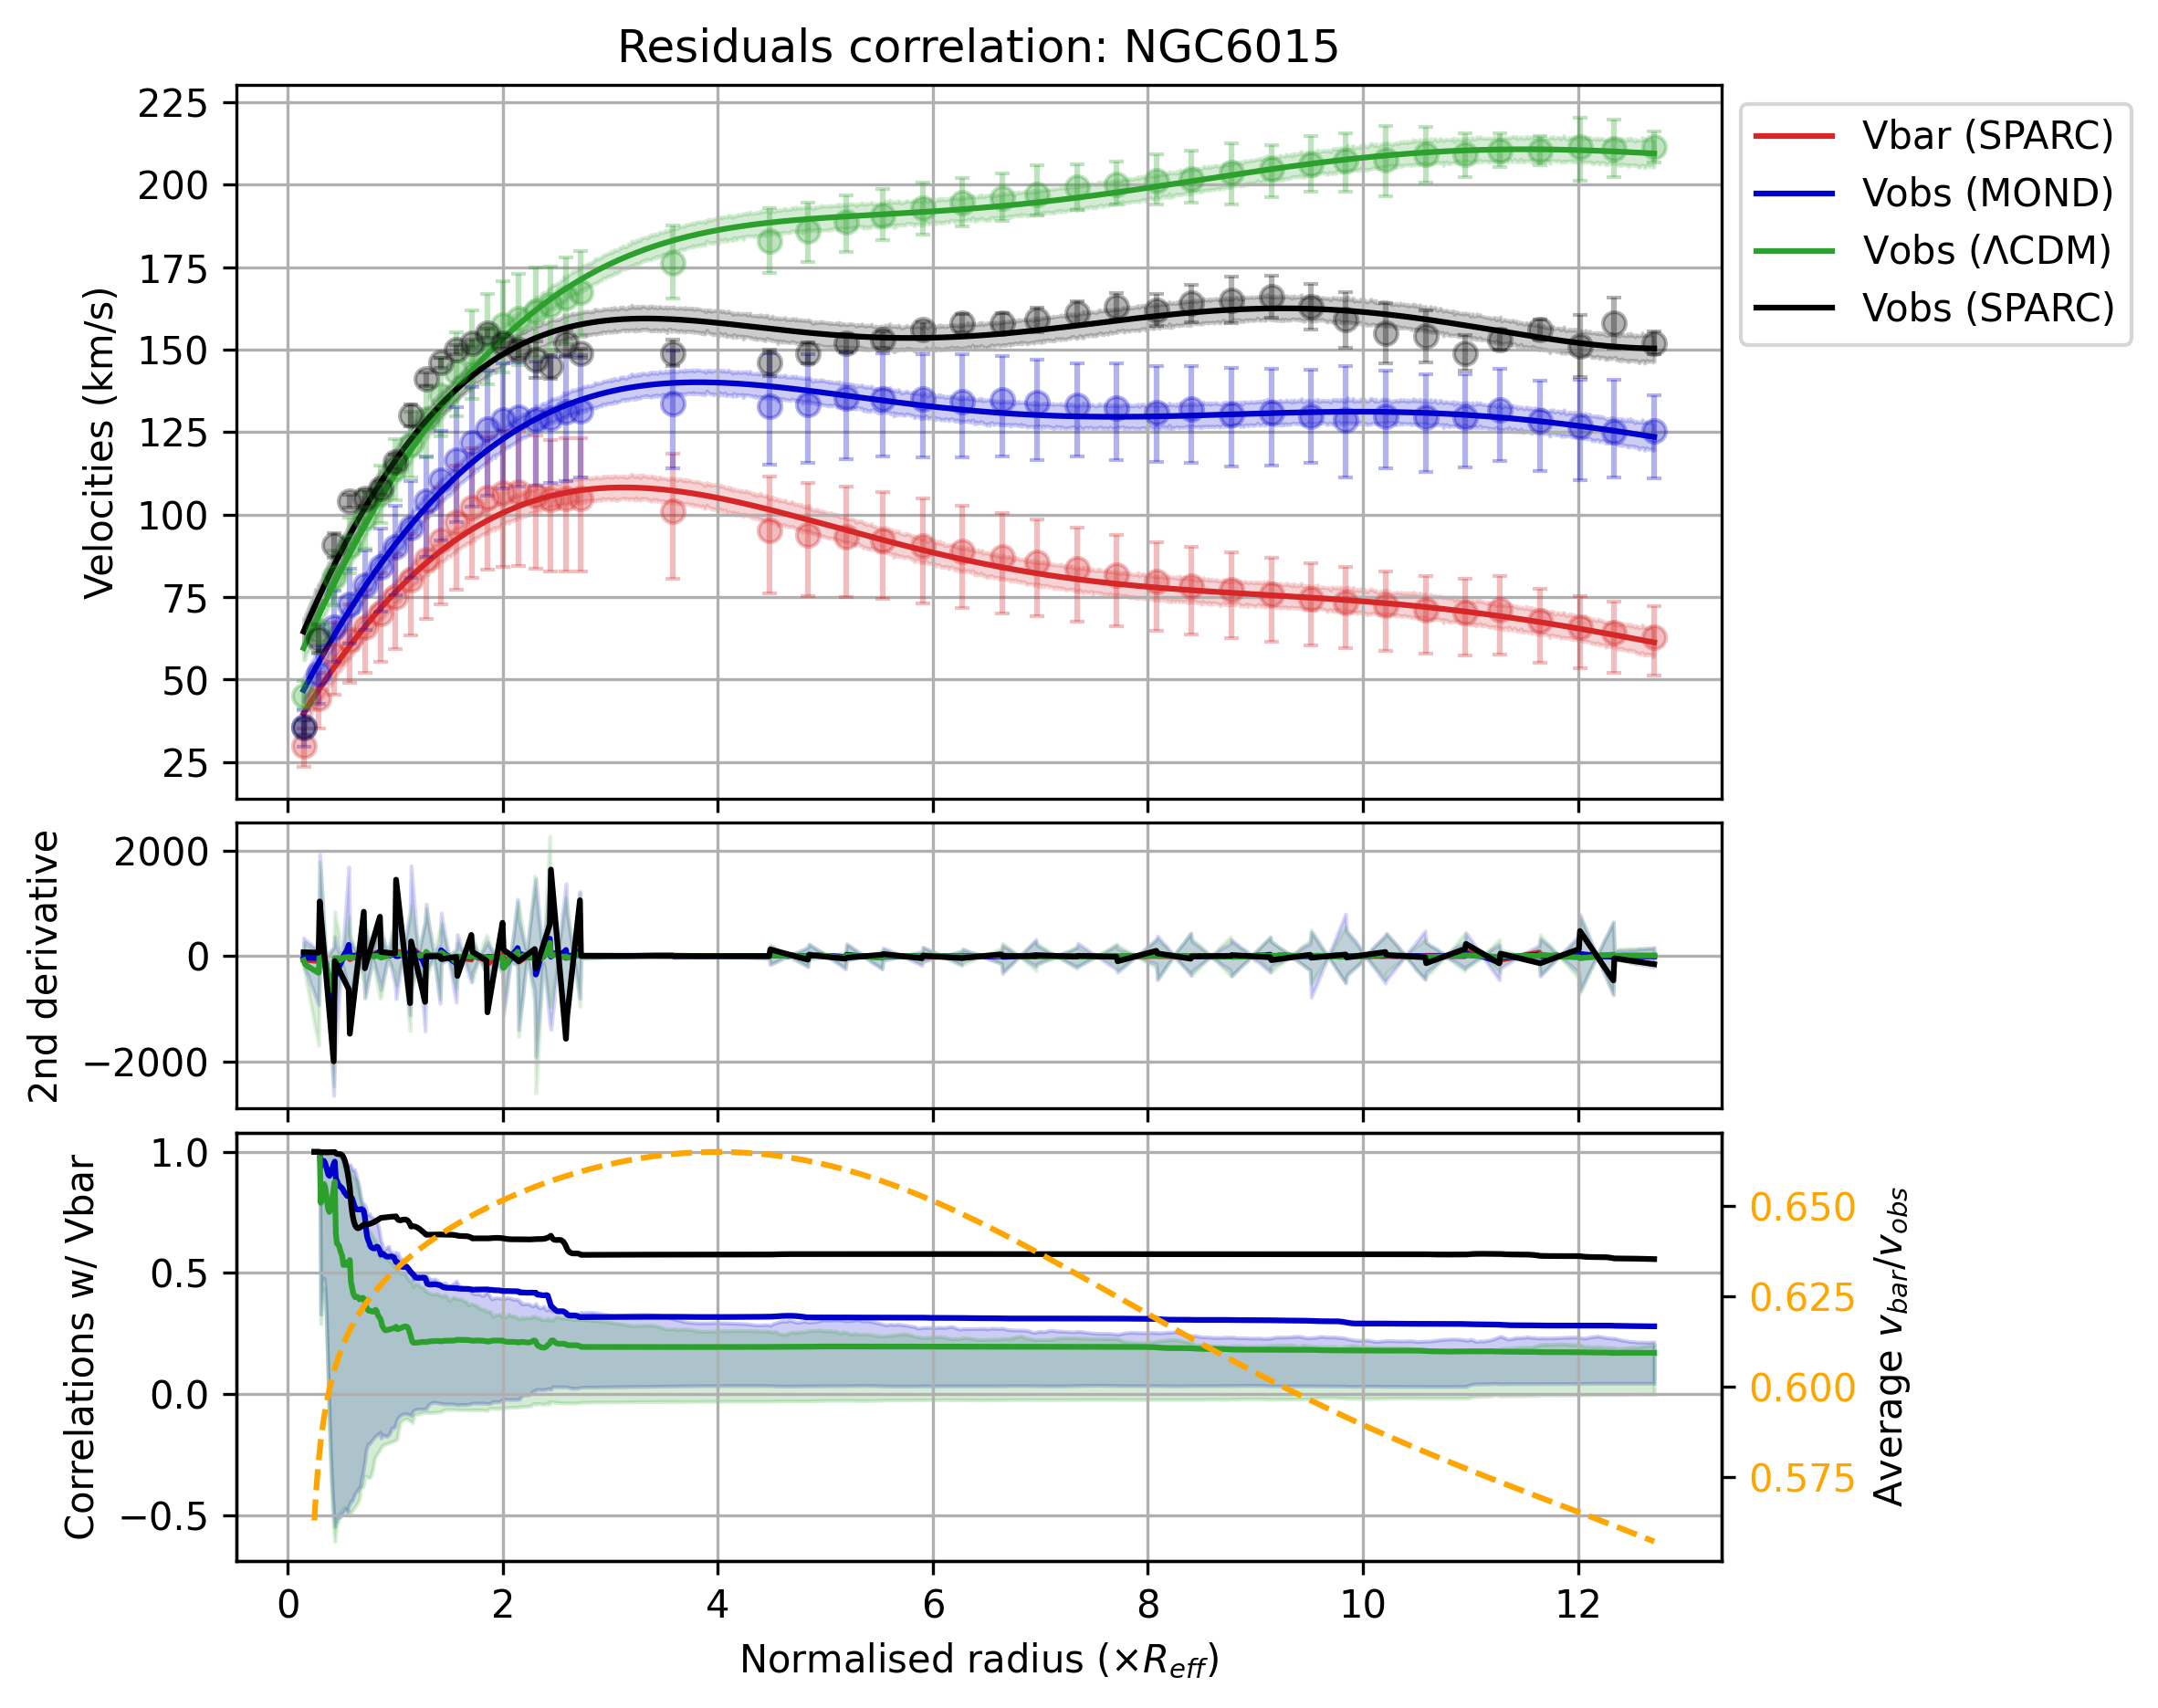 Residuals correlation: NGC6015
Velocities (km/s)
225
200
175
150
125
100
75
50
25
Vbar (SPARC)
Vobs (MOND)
Vobs (ΛCDM)
Vobs (SPARC)
2nd derivative
2000
0
−2000
Correlations w/ Vbar
1.0
0.5
0.0
−0.5
0.650
0.625
0.600
0.575
Average v_bar/v_obs
0 2 4 6 8 10 12
Normalised radius (×R_eff)